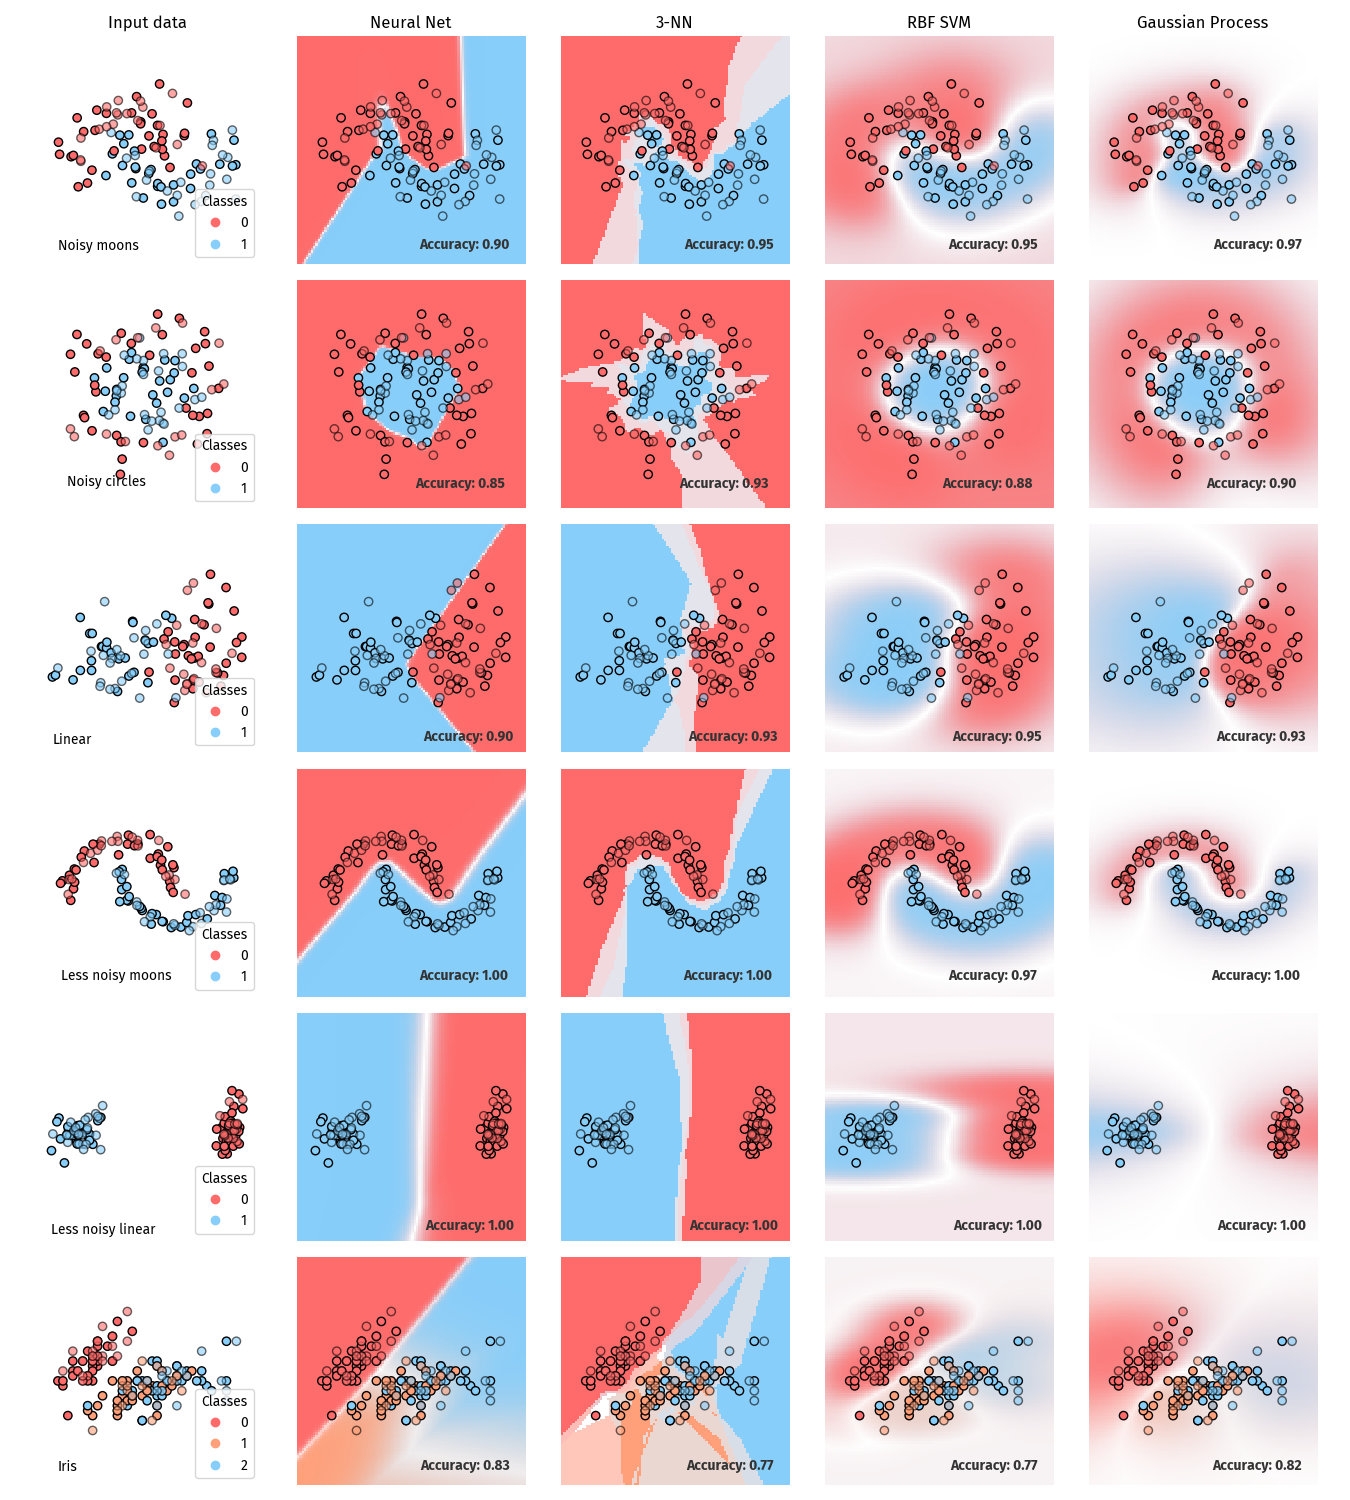 Input data
Neural Net
3-NN
RBF SVM
Gaussian Process
Classes
0
1
Noisy moons
Accuracy: 0.90
Accuracy: 0.95
Accuracy: 0.95
Accuracy: 0.97
Classes
0
1
Noisy circles
Accuracy: 0.85
Accuracy: 0.93
Accuracy: 0.88
Accuracy: 0.90
Classes
0
1
Linear
Accuracy: 0.90
Accuracy: 0.93
Accuracy: 0.95
Accuracy: 0.93
Classes
0
1
Less noisy moons
Accuracy: 1.00
Accuracy: 1.00
Accuracy: 0.97
Accuracy: 1.00
Classes
0
1
Less noisy linear
Accuracy: 1.00
Accuracy: 1.00
Accuracy: 1.00
Accuracy: 1.00
Classes
0
1
2
Iris
Accuracy: 0.83
Accuracy: 0.77
Accuracy: 0.77
Accuracy: 0.82